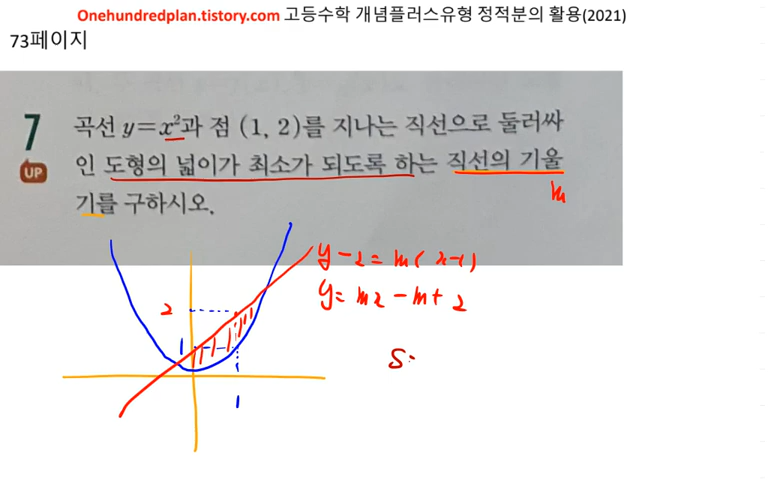 Onehundredplan.tistory.com 고등수학 개념플러스유형 정적분의 활용(2021)
73페이지
7 곡선 y=x²과 점 (1, 2)를 지나는 직선으로 둘러싸
UP 인 도형의 넓이가 최소가 되도록 하는 직선의 기울
기를 구하시오.
m
y-2=m(x-1)
y=mx-m+2
2
1
1
S